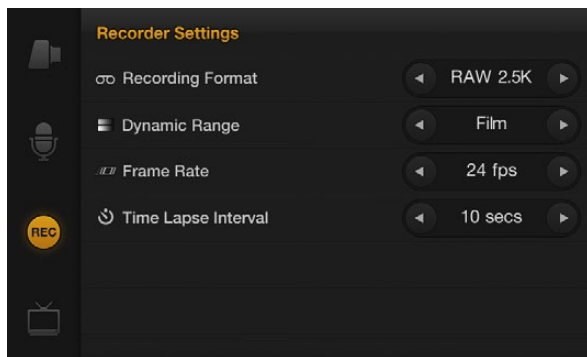 Recorder Settings
Recording Format RAW 2.5K
Dynamic Range Film
Frame Rate 24 fps
REC
Time Lapse Interval 10 secs